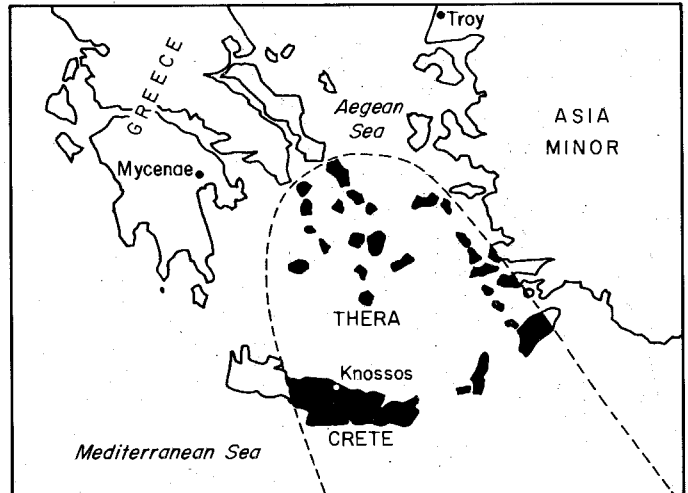 Troy
GREECE
Aegean
Sea
ASIA
MINOR
Mycenae
THERA
Knossos
CRETE
Mediterranean Sea